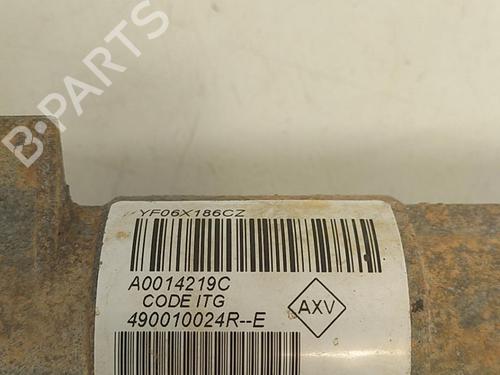 B-PARTS
YF06X186CZ
A0014219C
CODE ITG
AXV
490010024R--E